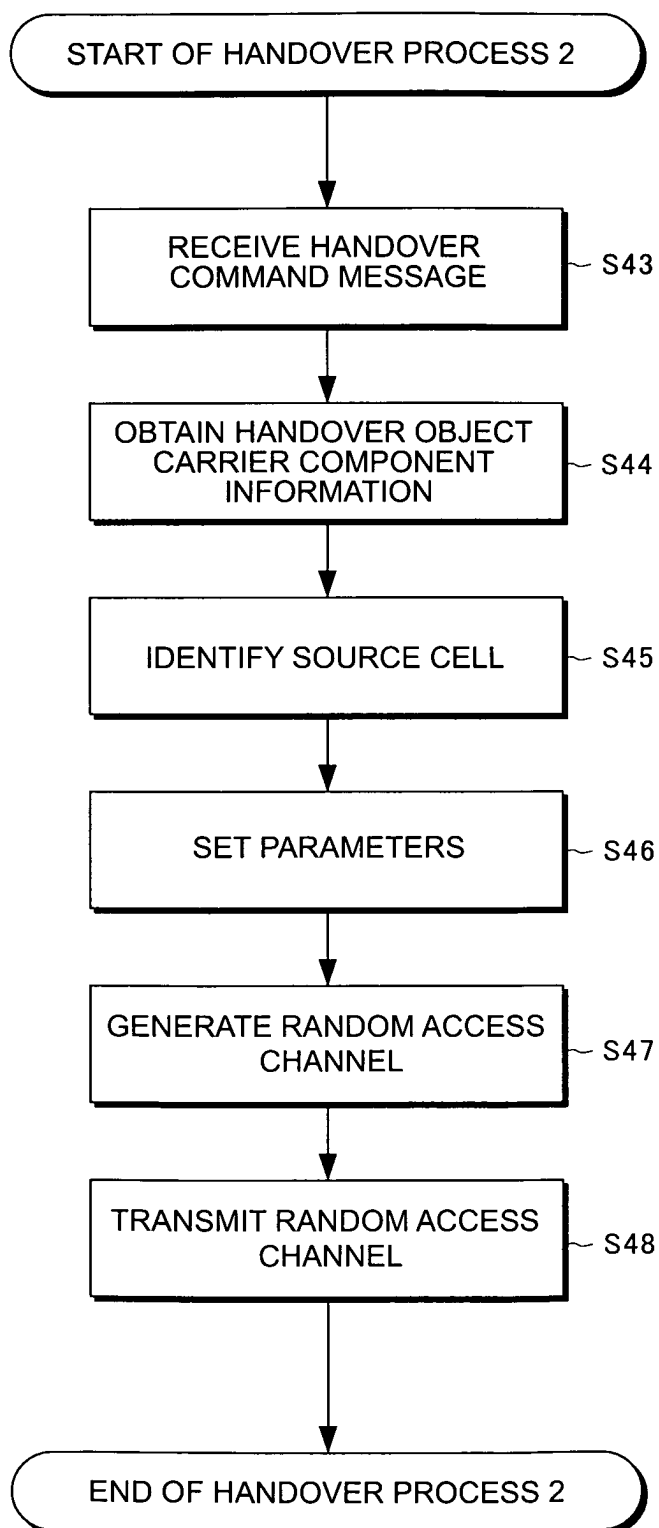 START OF HANDOVER PROCESS 2
RECEIVE HANDOVER
COMMAND MESSAGE
S43
OBTAIN HANDOVER OBJECT
CARRIER COMPONENT
INFORMATION
S44
IDENTIFY SOURCE CELL
S45
SET PARAMETERS
S46
GENERATE RANDOM ACCESS
CHANNEL
S47
TRANSMIT RANDOM ACCESS
CHANNEL
S48
END OF HANDOVER PROCESS 2